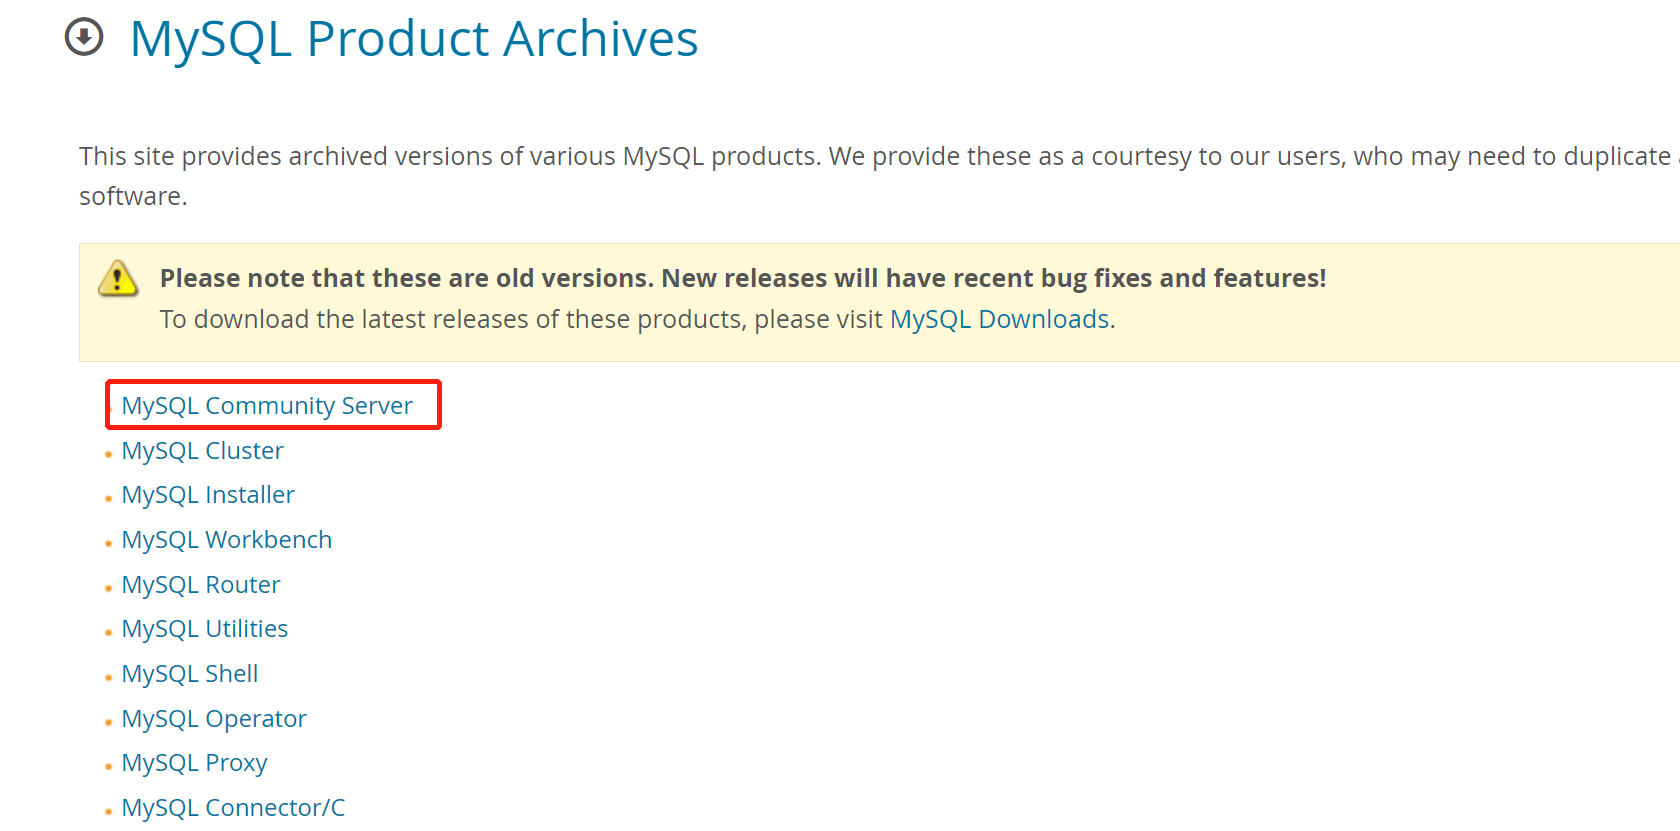 MySQL Product Archives
This site provides archived versions of various MySQL products. We provide these as a courtesy to our users, who may need to duplicate
software.
Please note that these are old versions. New releases will have recent bug fixes and features!
To download the latest releases of these products, please visit MySQL Downloads.
MySQL Community Server
MySQL Cluster
MySQL Installer
MySQL Workbench
MySQL Router
MySQL Utilities
MySQL Shell
MySQL Operator
MySQL Proxy
MySQL Connector/C